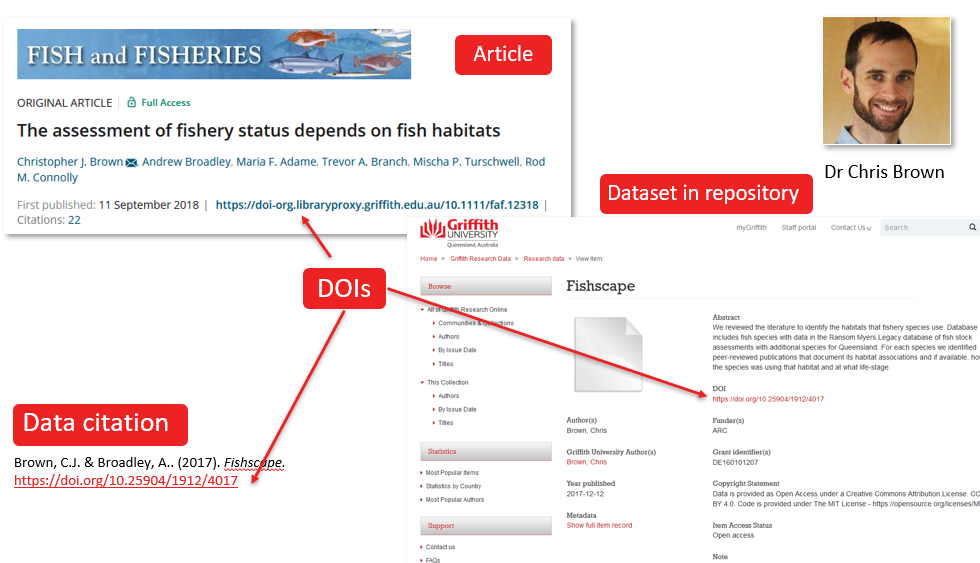 FISH and FISHERIES
Article
ORIGINAL ARTICLE Full Access
The assessment of fishery status depends on fish habitats
Christopher J. Brown, Andrew Broadley, Maria F. Adame, Trevor A. Branch, Mischa P. Turschwell, Rod
M. Connolly
First published: 11 September 2018 | https://doi-org.libraryproxy.griffith.edu.au/10.1111/faf.12318 |
Citations: 22
Dr Chris Brown
Dataset in repository
Griffith
UNIVERSITY
Queensland, Australia
myGriffith Staff portal Contact Us Search
Home > Griffith Research Data > Research data > View Item
DOIs
Browse
All of Griffith Research Online
Communities & Collections
Authors
By Issue Date
Titles
This Collection
Authors
By Issue Date
Titles
Statistics
Most Popular Items
Statistics by Country
Most Popular Authors
Support
Contact us
FAQs
Fishscape
Author(s)
Brown, Chris
Griffith University Author(s)
Brown, Chris
Year published
2017-12-12
Metadata
Show full item record
Abstract
We reviewed the literature to identify the habitats that fishery species use. Database
includes fish species with data in the Ransom Myers Legacy database of fish stock
assessments with additional species for Queensland. For each species we identified
peer-reviewed publications that document its habitat associations and if available, ho
the species was using that habitat and at what life-stage.
DOI
https://doi.org/10.25904/1912/4017
Funder(s)
ARC
Grant identifier(s)
DE160101207
Copyright Statement
Data is provided as Open Access under a Creative Commons Attribution License. CC
BY 4.0. Code is provided under The MIT License - https://opensource.org/licenses/M
Item Access Status
Open access
Note
Data citation
Brown, C.J. & Broadley, A.. (2017). Fishscape.
https://doi.org/10.25904/1912/4017